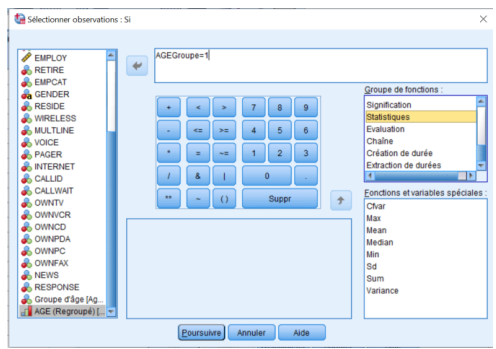 Sélectionner observations : Si
EMPLOY
RETIRE
EMPCAT
GENDER
RESIDE
WIRELESS
MULTLINE
VOICE
PAGER
INTERNET
CALLID
CALLWAIT
OWNTV
OWNVCR
OWNCD
OWNPDA
OWNPC
OWNFAX
NEWS
RESPONSE
Groupe d'âge [Ag...
AGE (Regroupé) [...
AGEGroupe=1
+ < > 7 8 9
- <= >= 4 5 6
* = ~= 1 2 3
/ & | 0 .
** ~ ( ) Suppr
Groupe de fonctions :
Signification
Statistiques
Evaluation
Chaîne
Création de durée
Extraction de durées
Fonctions et variables spéciales :
Cfvar
Max
Mean
Median
Min
Sd
Sum
Variance
Poursuivre Annuler Aide